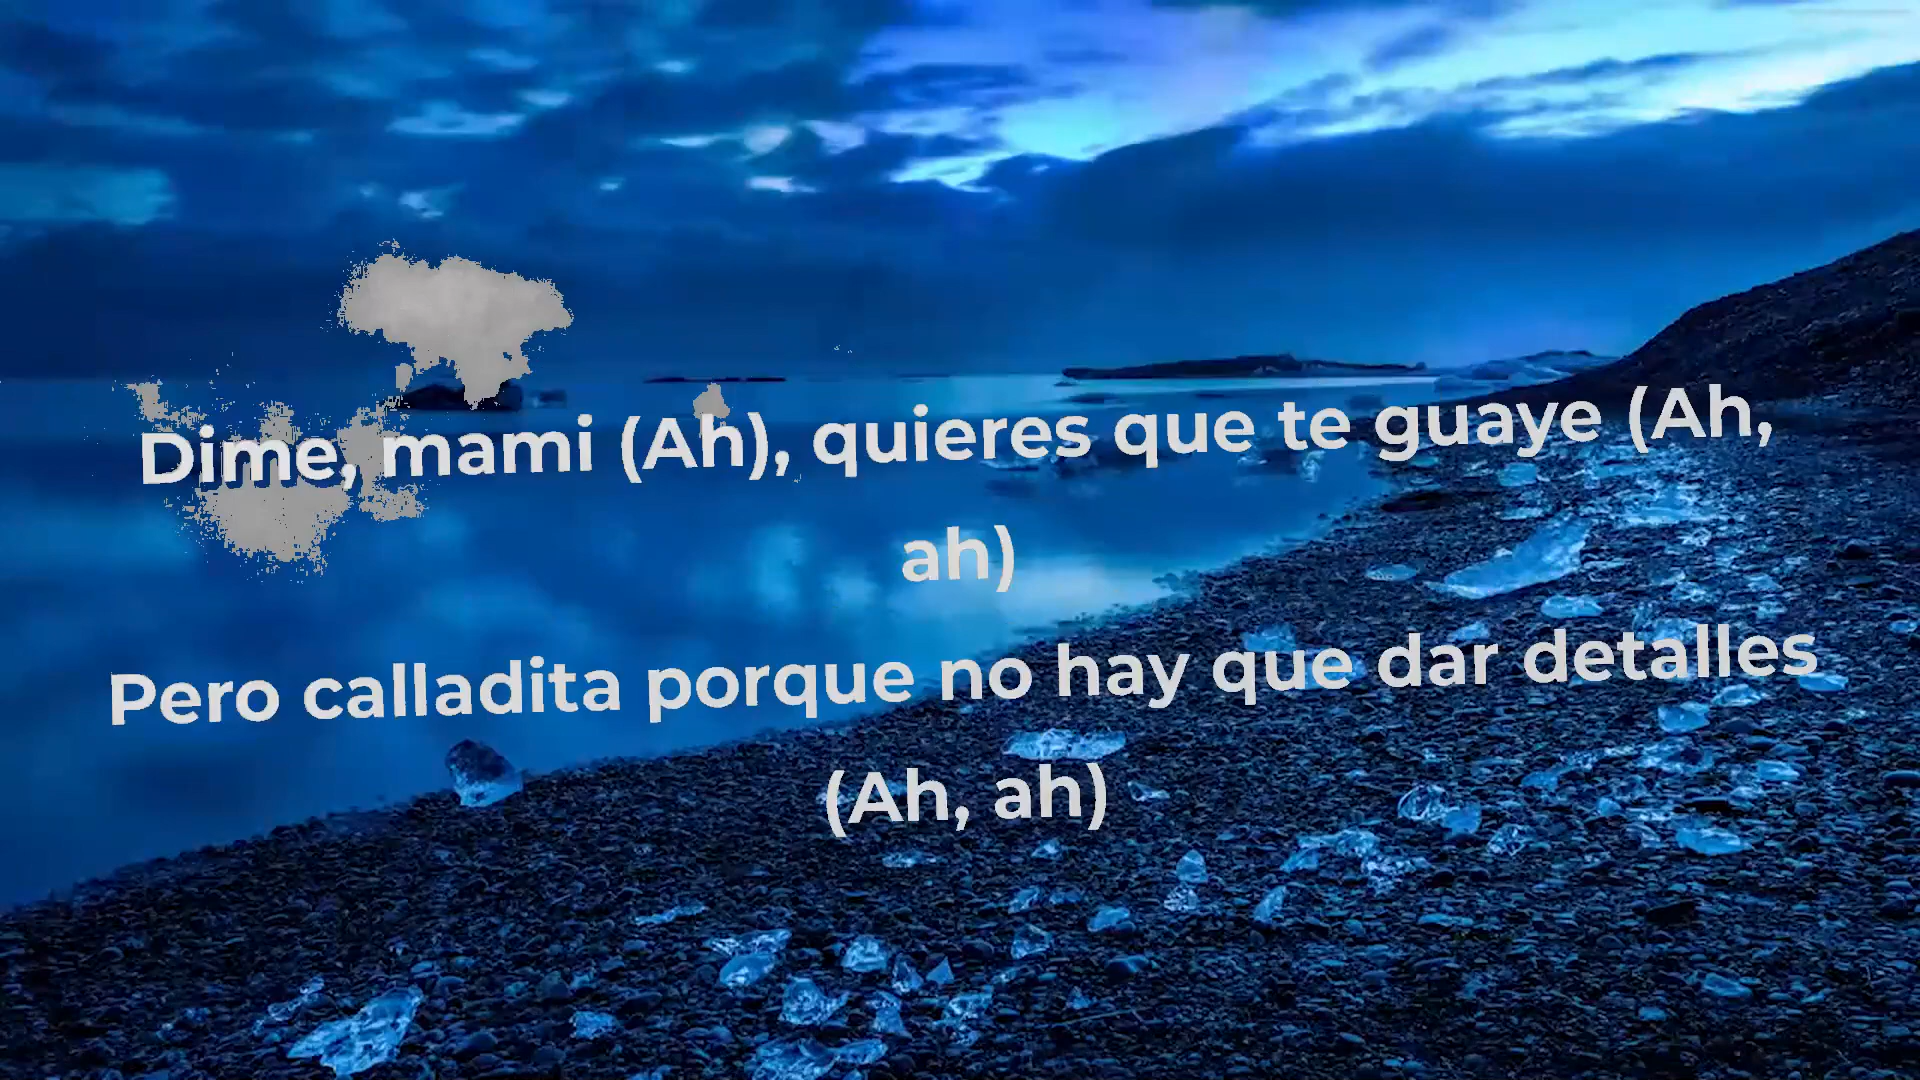 Dime, mami (Ah), quieres que te guaye (Ah,
ah)
Pero calladita porque no hay que dar detalles
(Ah, ah)